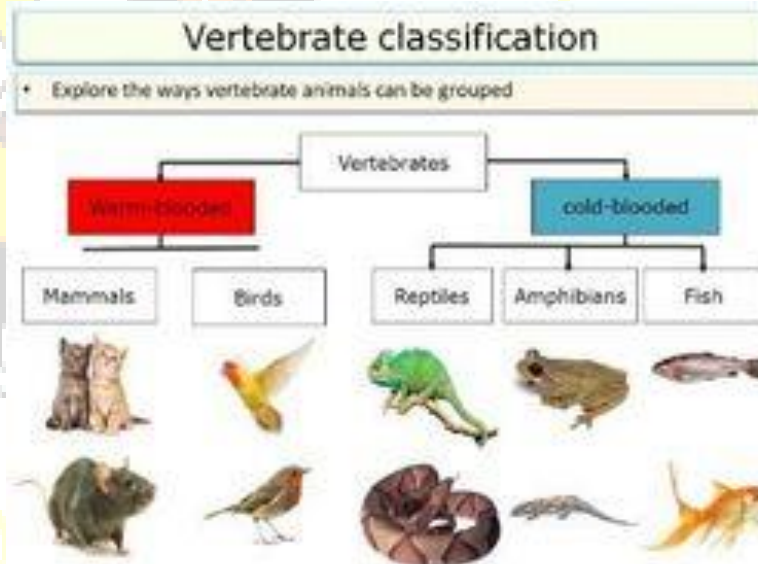 Vertebrate classification
• Explore the ways vertebrate animals can be grouped
Vertebrates
Warm-blooded
cold-blooded
Mammals
Birds
Reptiles
Amphibians
Fish